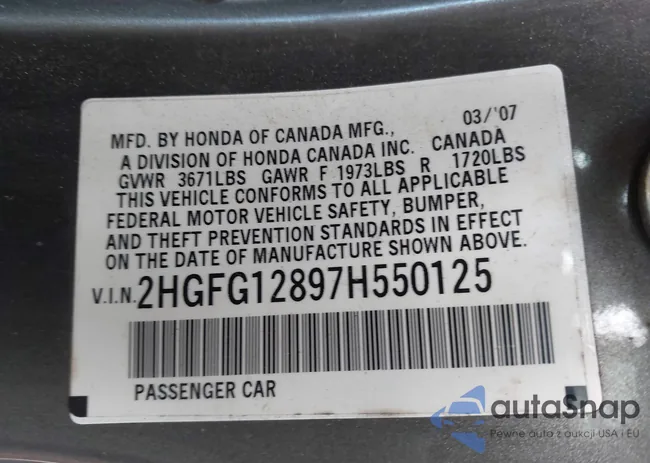 03/'07
MFD. BY HONDA OF CANADA MFG.,
A DIVISION OF HONDA CANADA INC. CANADA
GVWR 3671LBS GAWR F 1973LBS R 1720LBS
THIS VEHICLE CONFORMS TO ALL APPLICABLE
FEDERAL MOTOR VEHICLE SAFETY, BUMPER,
AND THEFT PREVENTION STANDARDS IN EFFECT
ON THE DATE OF MANUFACTURE SHOWN ABOVE.
V.I.N. 2HGFG12897H550125
PASSENGER CAR
autaSnap
Pewne auta z aukcji USA i EU